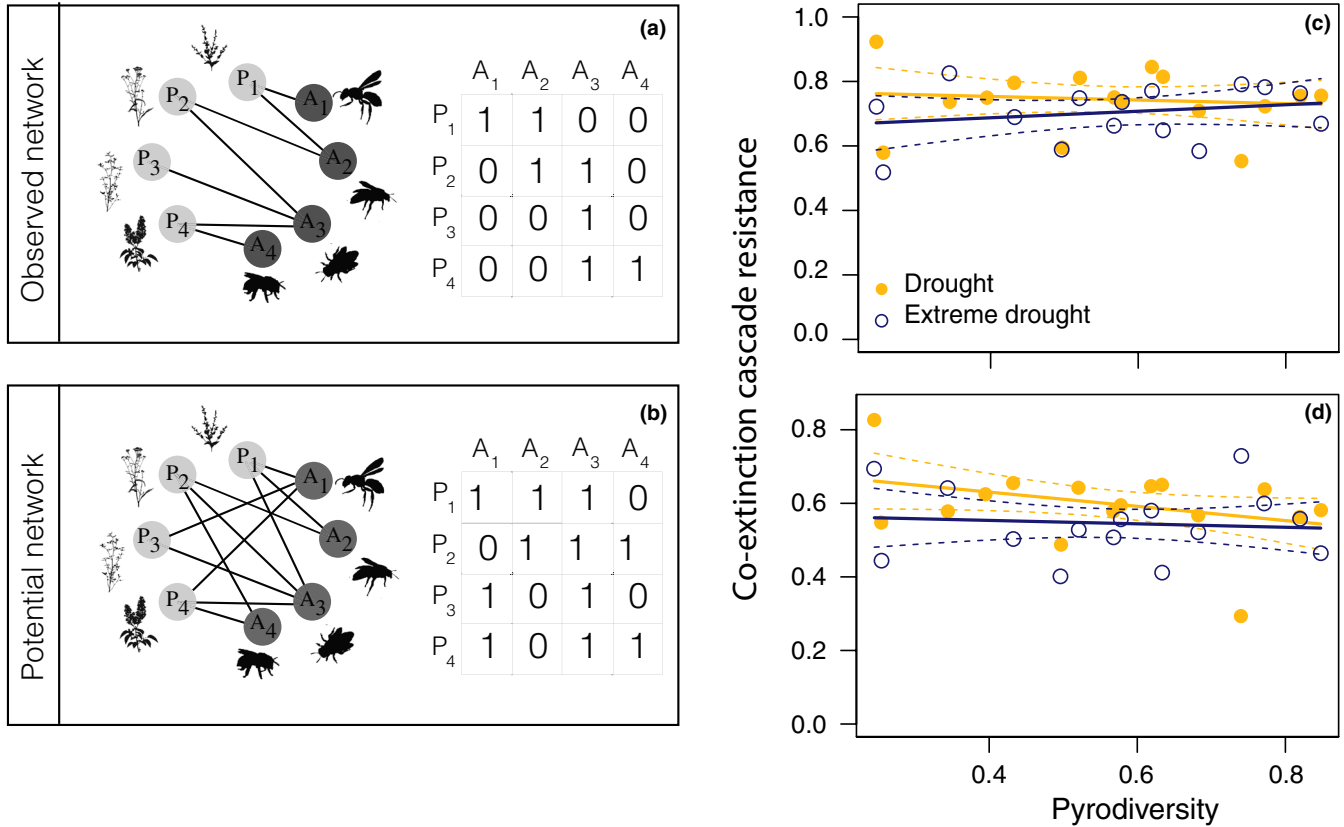 Observed network
(a)
P1
A1
P2
A2
P3
P4
A3
A4
A1 A2 A3 A4
P1 1 1 0 0
P2 0 1 1 0
P3 0 0 1 0
P4 0 0 1 1
Potential network
(b)
P1
A1
P2
A2
P3
P4
A3
A4
A1 A2 A3 A4
P1 1 1 1 0
P2 0 1 1 1
P3 1 0 1 0
P4 1 0 1 1
Co-extinction cascade resistance
(c)
1.0
0.8
0.6
0.4
0.2
0.0
Drought
Extreme drought
(d)
0.8
0.6
0.4
0.2
0.0
0.4 0.6 0.8
Pyrodiversity